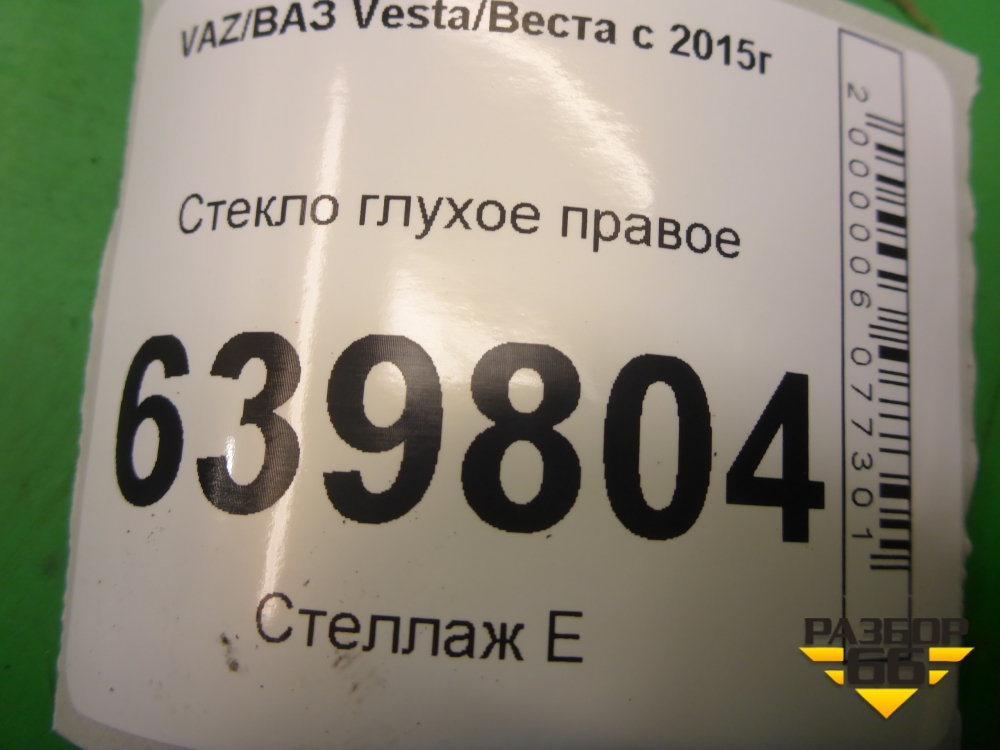 VAZ/ВАЗ Vesta/Веста с 2015г
Стекло глухое правое
639804
Стеллаж Е
2000006077301
РАЗБОР
66